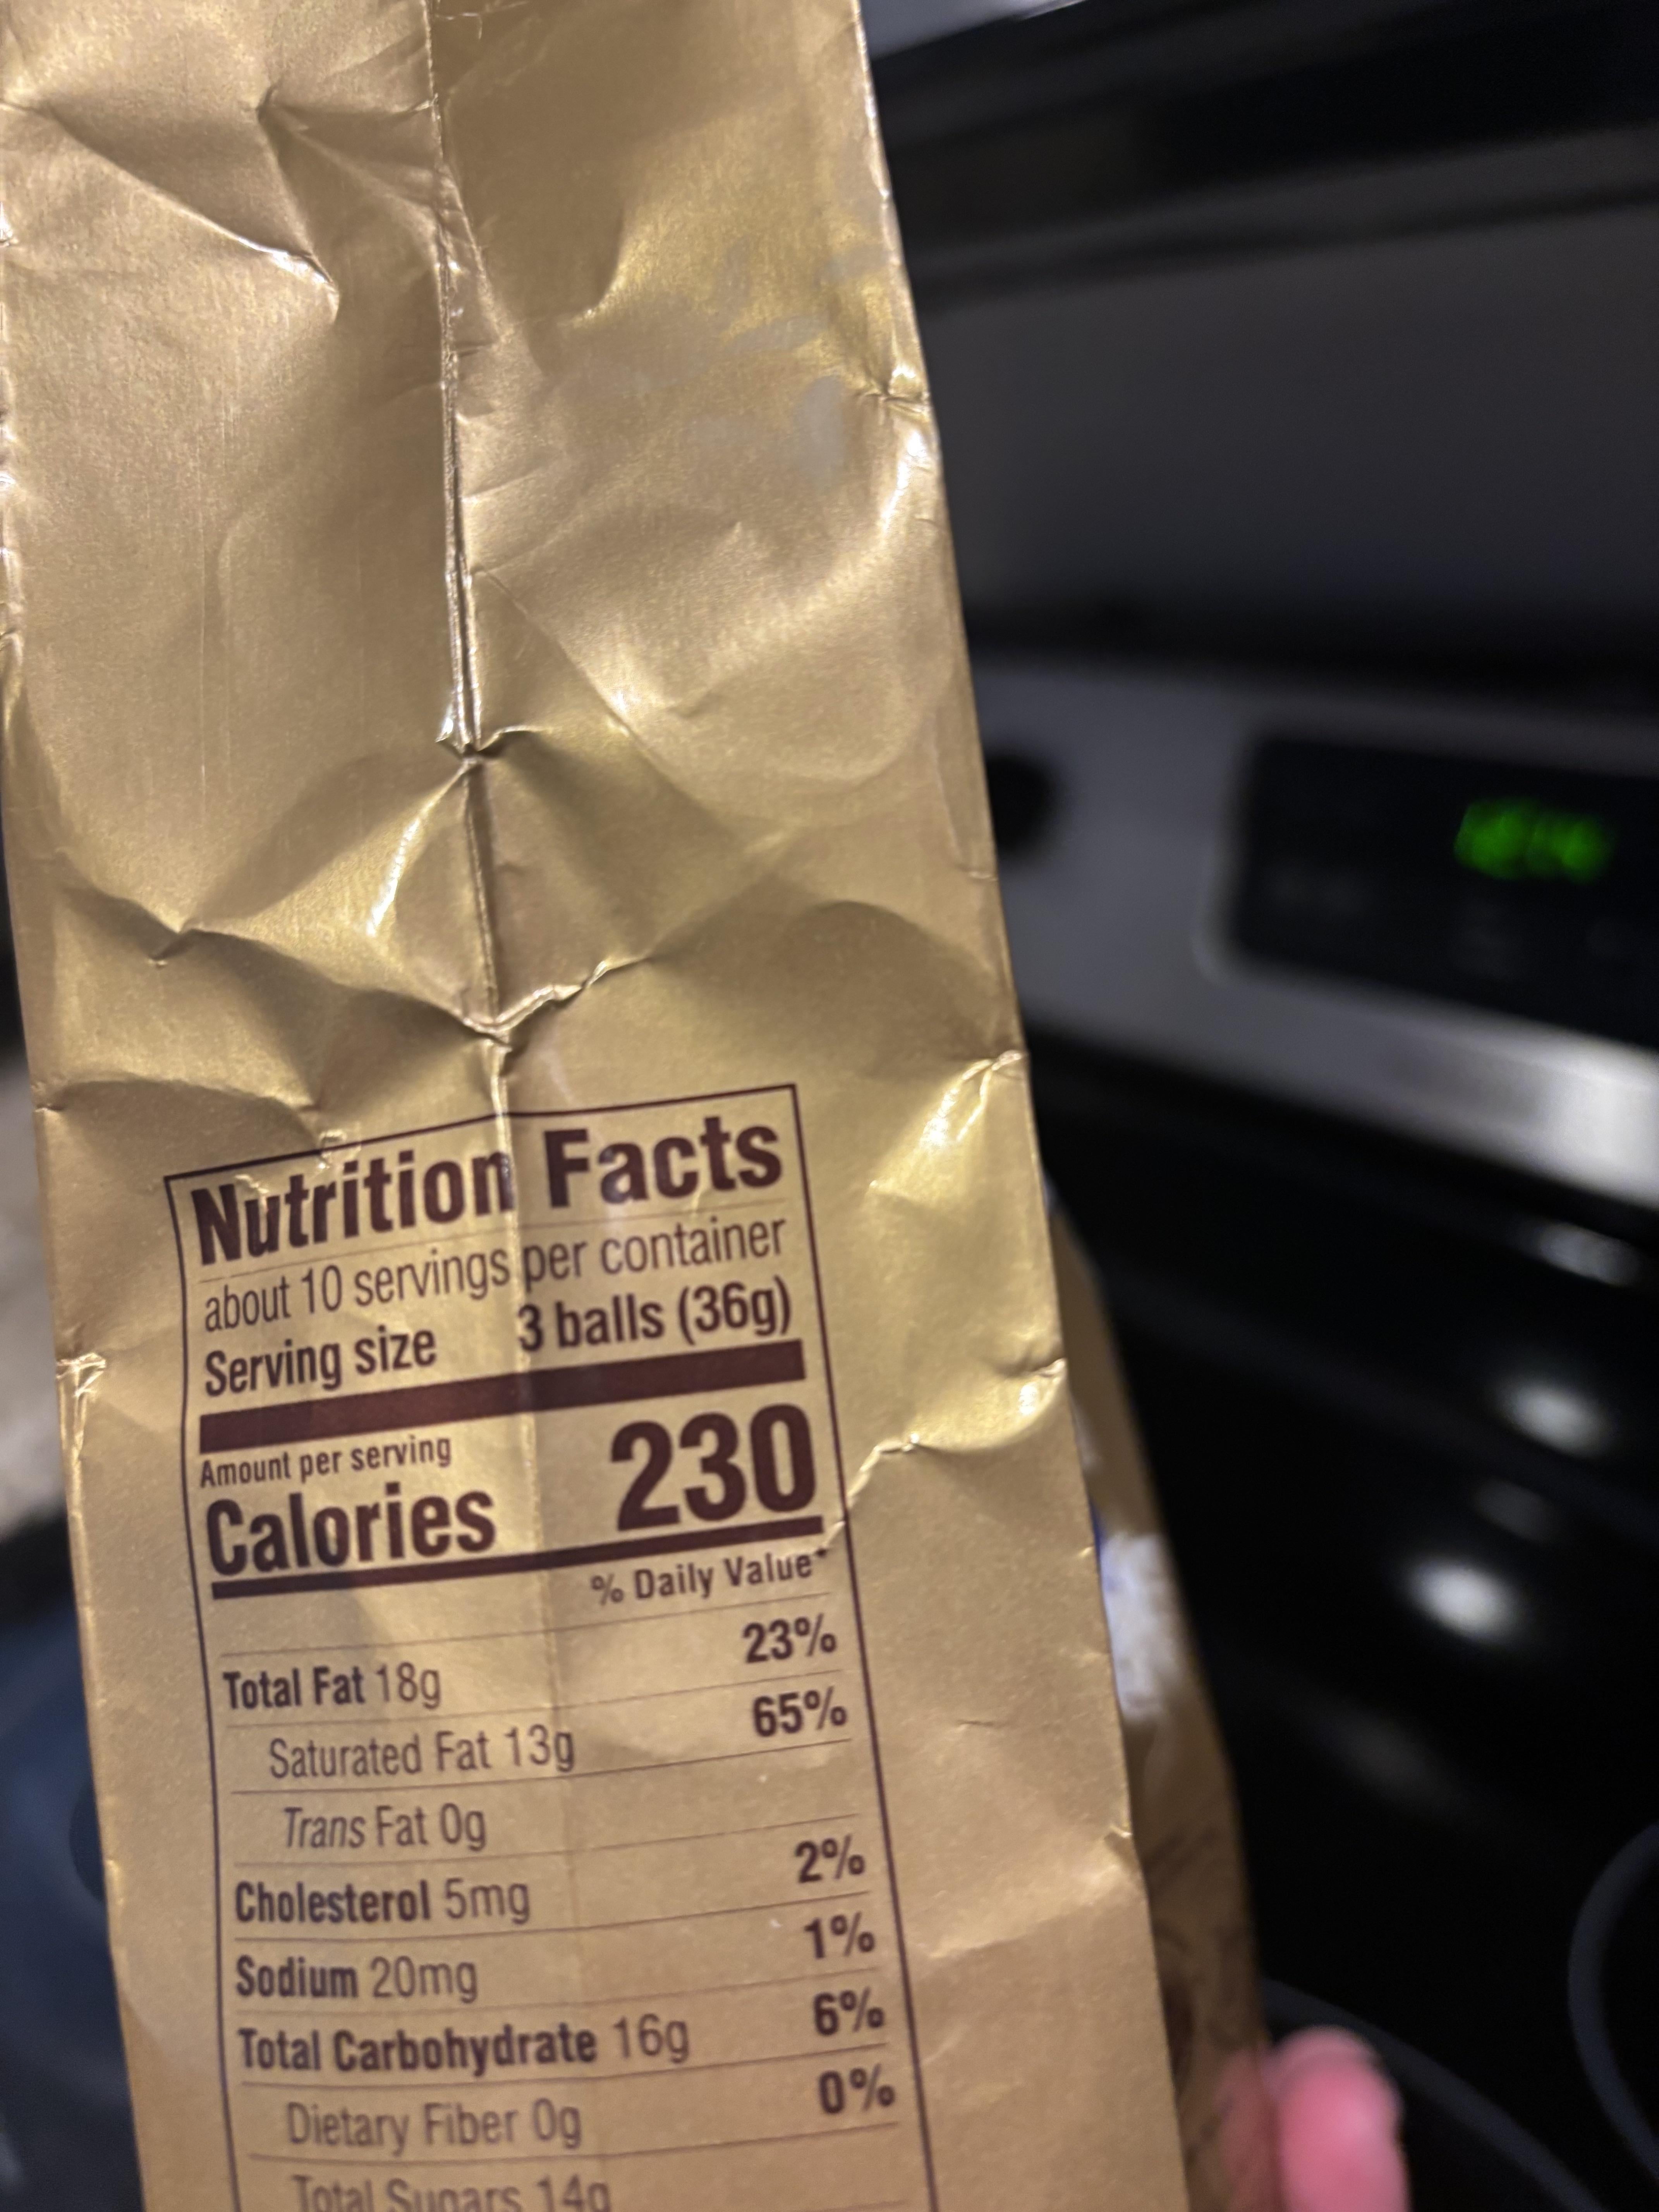 Nutrition Facts
about 10 servings per container
Serving size 3 balls (36g)
Amount per serving
Calories 230
% Daily Value*
Total Fat 18g 23%
Saturated Fat 13g 65%
Trans Fat 0g
Cholesterol 5mg 2%
Sodium 20mg 1%
Total Carbohydrate 16g 6%
Dietary Fiber 0g 0%
Total Sugars 14g